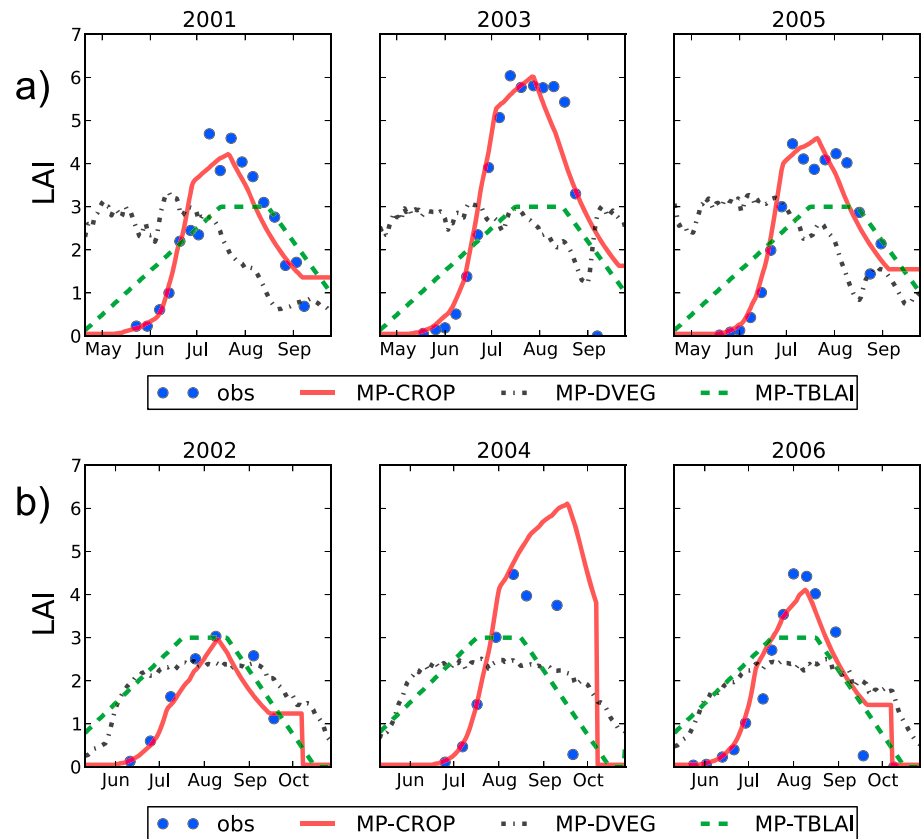 2001 2003 2005
a)
LAI
7
6
5
4
3
2
1
0
May Jun Jul Aug Sep May Jun Jul Aug Sep May Jun Jul Aug Sep
obs MP-CROP MP-DVEG MP-TBLAI
2002 2004 2006
b)
LAI
7
6
5
4
3
2
1
0
Jun Jul Aug Sep Oct Jun Jul Aug Sep Oct Jun Jul Aug Sep Oct
obs MP-CROP MP-DVEG MP-TBLAI